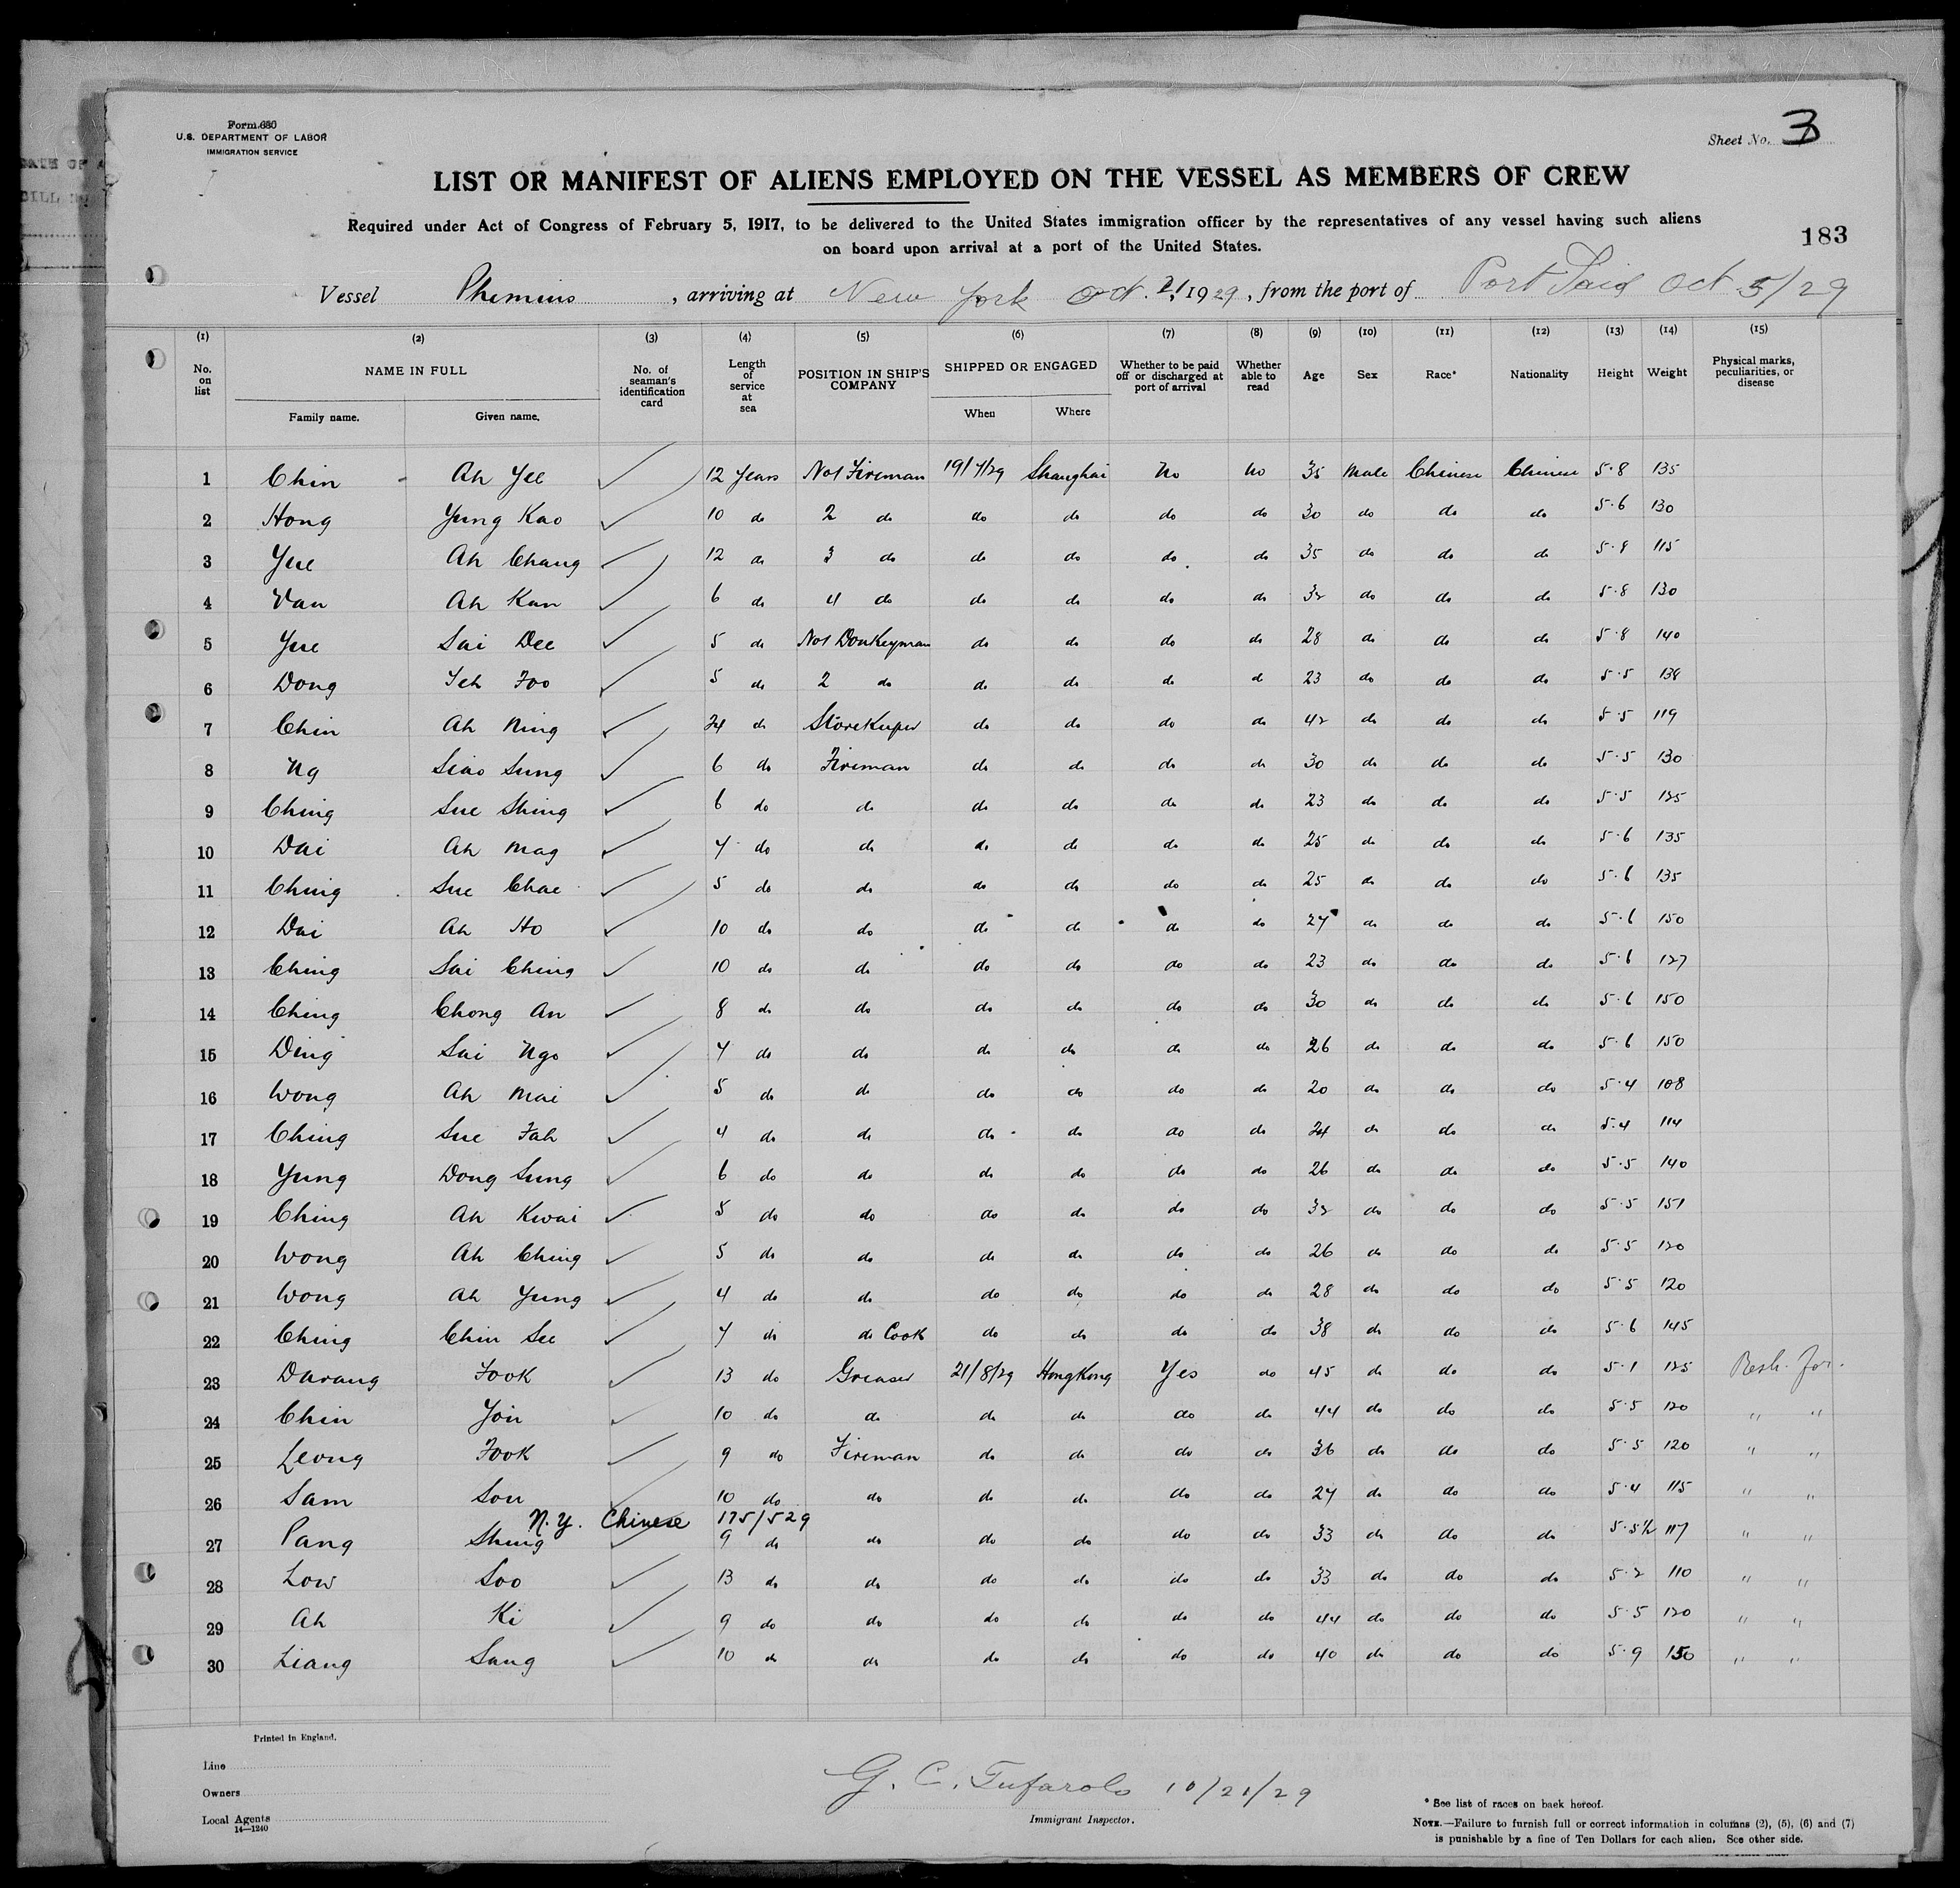 Form 680
U.S. DEPARTMENT OF LABOR
IMMIGRATION SERVICE
Sheet No. 3
LIST OR MANIFEST OF ALIENS EMPLOYED ON THE VESSEL AS MEMBERS OF CREW
Required under Act of Congress of February 5, 1917, to be delivered to the United States immigration officer by the representatives of any vessel having such aliens
on board upon arrival at a port of the United States.
183
Vessel Phemius, arriving at New York Oct. 21, 1929, from the port of Port Said Oct 5/29
(1) (2) (3) (4) (5) (6) (7) (8) (9) (10) (11) (12) (13) (14) (15)
No. on list NAME IN FULL Family name. Given name. No. of seaman's identification card Length of service at sea POSITION IN SHIP'S COMPANY SHIPPED OR ENGAGED When Where Whether to be paid off or discharged at port of arrival Whether able to read Age Sex Race* Nationality Height Weight Physical marks, peculiarities, or disease
1 Chin Ah Yee 12 Years No1 Fireman 19/7/29 Shanghai No No 35 Male Chinese Chinese 5.8 135
2 Hong Yung Kao 10 do 2 do do do do do 30 do do do 5.6 130
3 Yue Ah Chang 12 do 3 do do do do do 35 do do do 115
4 Van Ah Kan 6 do 4 do do do do do 32 do do do 5.8 130
5 Yue Sai Dee 5 do No1 Donkeyman do do do do 28 do do do 5.8 140
6 Dong Yeh Foo 5 do 2 do do do do do 23 do do do 5.5 138
7 Chin Ah Ning 24 do Storekeeper do do do do 42 do do do 5.5 119
8 Ng Siao Sung 6 do Fireman do do do do 30 do do do 5.5 130
9 Ching Sue Shing 6 do do do do do do 23 do do do 5.5 125
10 Dai Ah Mag 7 do do do do do do 25 do do do 5.6 135
11 Ching Sue Chae 5 do do do do do do 25 do do do 5.6 135
12 Dai Ah Ho 10 do do do do do do 27 do do do 5.6 150
13 Ching Sai Ching 10 do do do do do do 23 do do do 5.6 127
14 Ching Chong An 8 do do do do do do 30 do do do 5.6 150
15 Ding Sai Ngo 7 do do do do do do 26 do do do 5.6 150
16 Wong Ah Mai 5 do do do do do do 20 do do do 5.4 108
17 Ching Sue Fah 4 do do do do do do 24 do do do 5.4 114
18 Yung Dong Sung 6 do do do do do do 26 do do do 5.5 140
19 Ching Ah Kwai 5 do do do do do do 32 do do do 5.5 151
20 Wong Ah Ching 5 do do do do do do 26 do do do 5.5 120
21 Wong Ah Yung 4 do do do do do do 28 do do do 5.5 120
22 Ching Chin See 7 do do Cook do do do do 38 do do do 5.6 145
23 Darang Fook 13 do Greaser 21/8/29 HongKong Yes do 45 do do do 5.1 125
24 Chin Yon 10 do do do do do do 44 do do do 5.5 120 " "
25 Leong Fook 9 do Fireman do do do do 36 do do do 5.5 120 " "
26 Sam Sou 10 do do do do do do 27 do do do 5.4 115 " "
N.Y. Chinese 175/529
27 Pang Shung 9 do do do do do do 33 do do do 5.5½ 117 " "
28 Low Soo 13 do do do do do do 33 do do do 5.2 110 " "
29 Ah Ki 9 do do do do do do 44 do do do 5.5 120 " "
30 Liang Sang 10 do do do do do do 40 do do do 5.9 150 " "
Printed in England.
Line
Owners
Local Agents
14—1240
G. C. Tufarolo 10/21/29
Immigrant Inspector.
* See list of races on back hereof.
NOTE.—Failure to furnish full or correct information in columns (2), (5), (6) and (7)
is punishable by a fine of Ten Dollars for each alien. See other side.